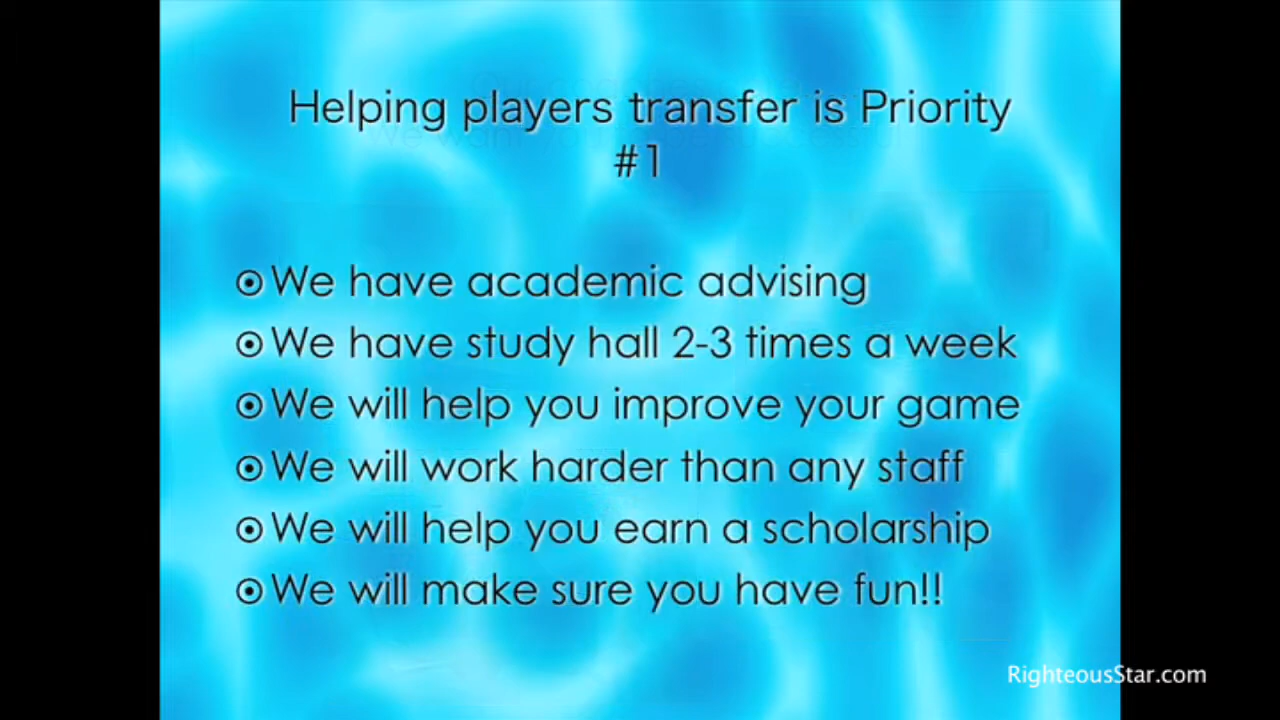 Helping players transfer is Priority
#1
We have academic advising
We have study hall 2-3 times a week
We will help you improve your game
We will work harder than any staff
We will help you earn a scholarship
We will make sure you have fun!!
RighteousStar.com